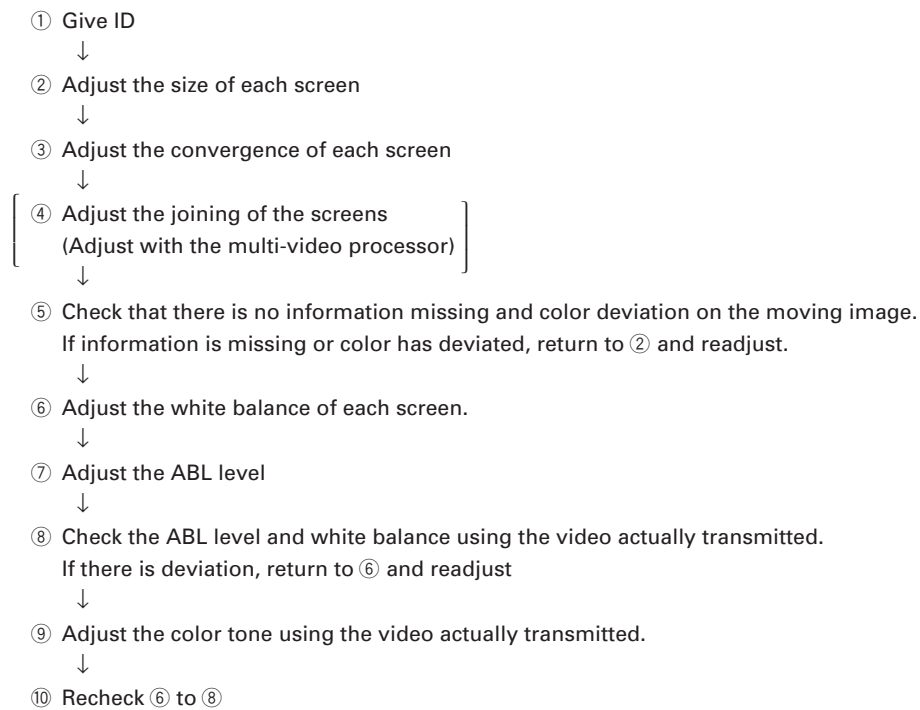 ① Give ID
↓
② Adjust the size of each screen
↓
③ Adjust the convergence of each screen
↓
④ Adjust the joining of the screens
(Adjust with the multi-video processor)
↓
⑤ Check that there is no information missing and color deviation on the moving image.
If information is missing or color has deviated, return to ② and readjust.
↓
⑥ Adjust the white balance of each screen.
↓
⑦ Adjust the ABL level
↓
⑧ Check the ABL level and white balance using the video actually transmitted.
If there is deviation, return to ⑥ and readjust
↓
⑨ Adjust the color tone using the video actually transmitted.
↓
⑩ Recheck ⑥ to ⑧